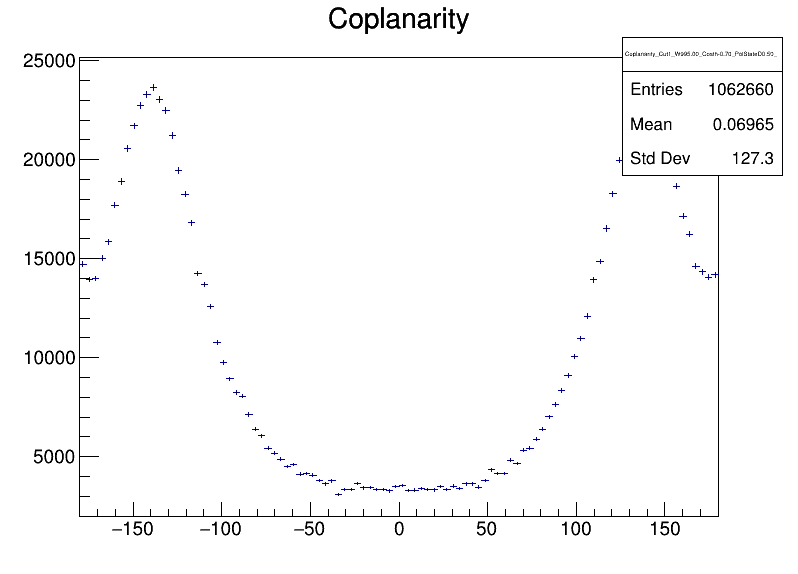 Coplanarity
Coplanarity_Cut1_W995.00_Costh-0.70_PolStateD0.50_
Entries 1062660
Mean 0.06965
Std Dev 127.3
25000
20000
15000
10000
5000
−150 −100 −50 0 50 100 150